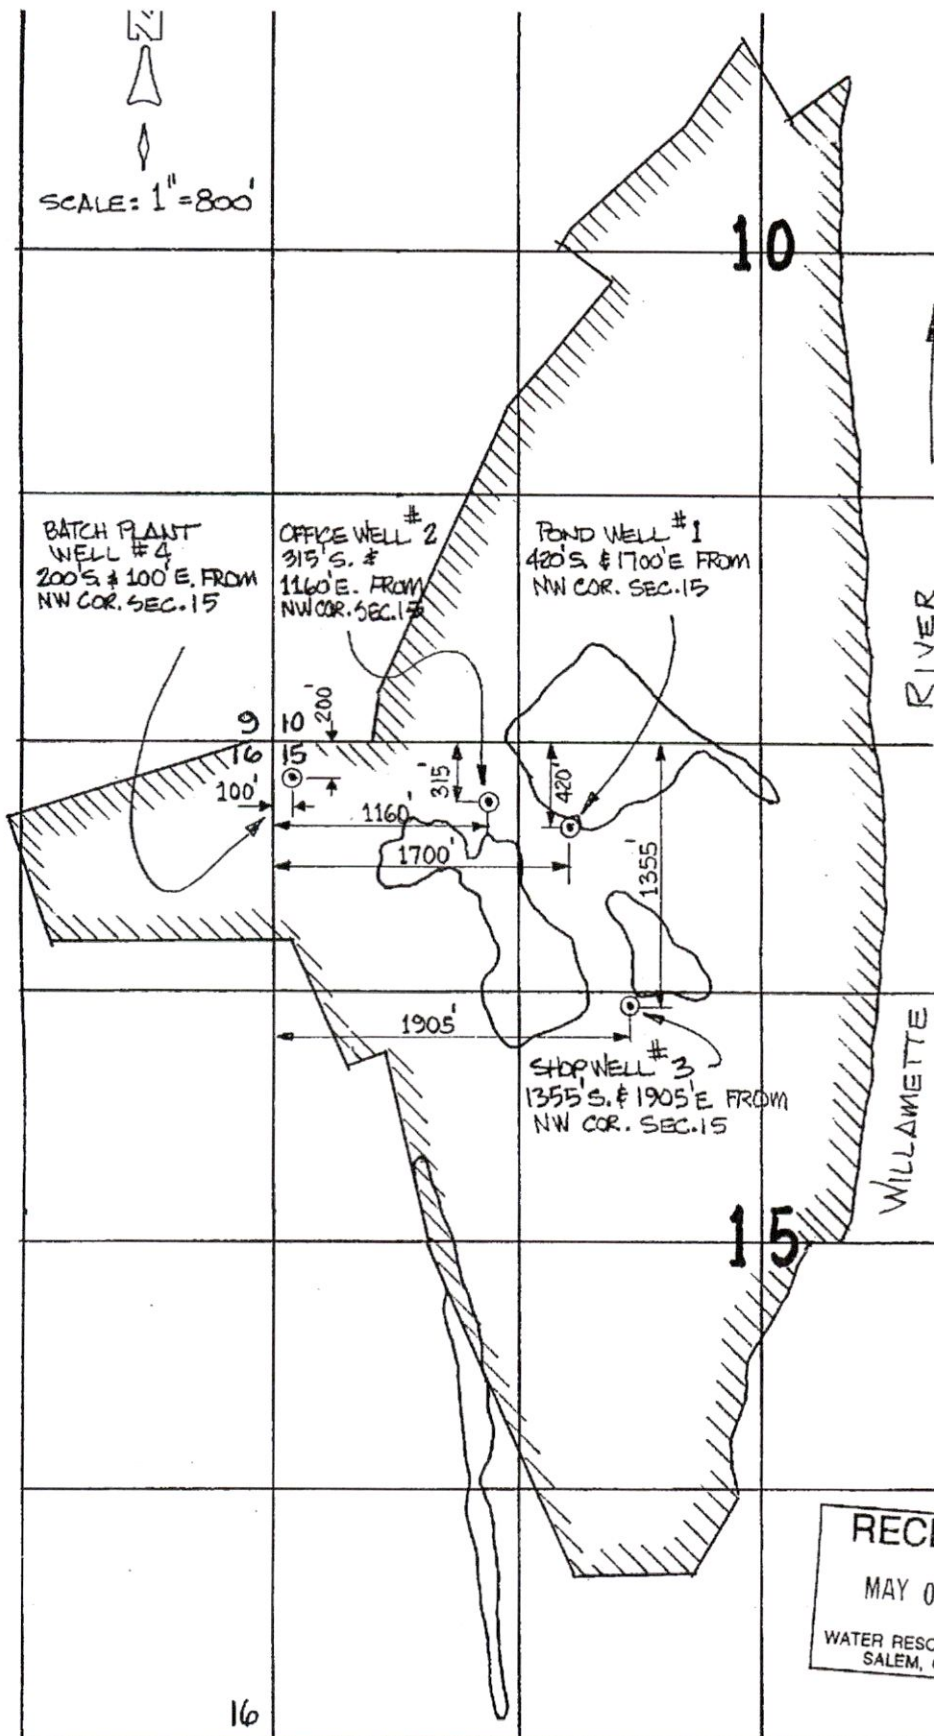 N
SCALE: 1"=800'
10
BATCH PLANT
WELL #4
200'S. & 100'E. FROM
NW COR. SEC.15
OFFICE WELL #2
315'S. &
1160'E. FROM
NW COR. SEC.15
POND WELL #1
420'S. & 1700'E FROM
NW COR. SEC.15
RIVER
9 10
16 15
200'
100'
315'
420'
1160'
1700'
1355'
1905'
SHOP WELL #3
1355'S. & 1905'E FROM
NW COR. SEC.15
WILLAMETTE
15
MAY 0
SALEM,
WATER
16